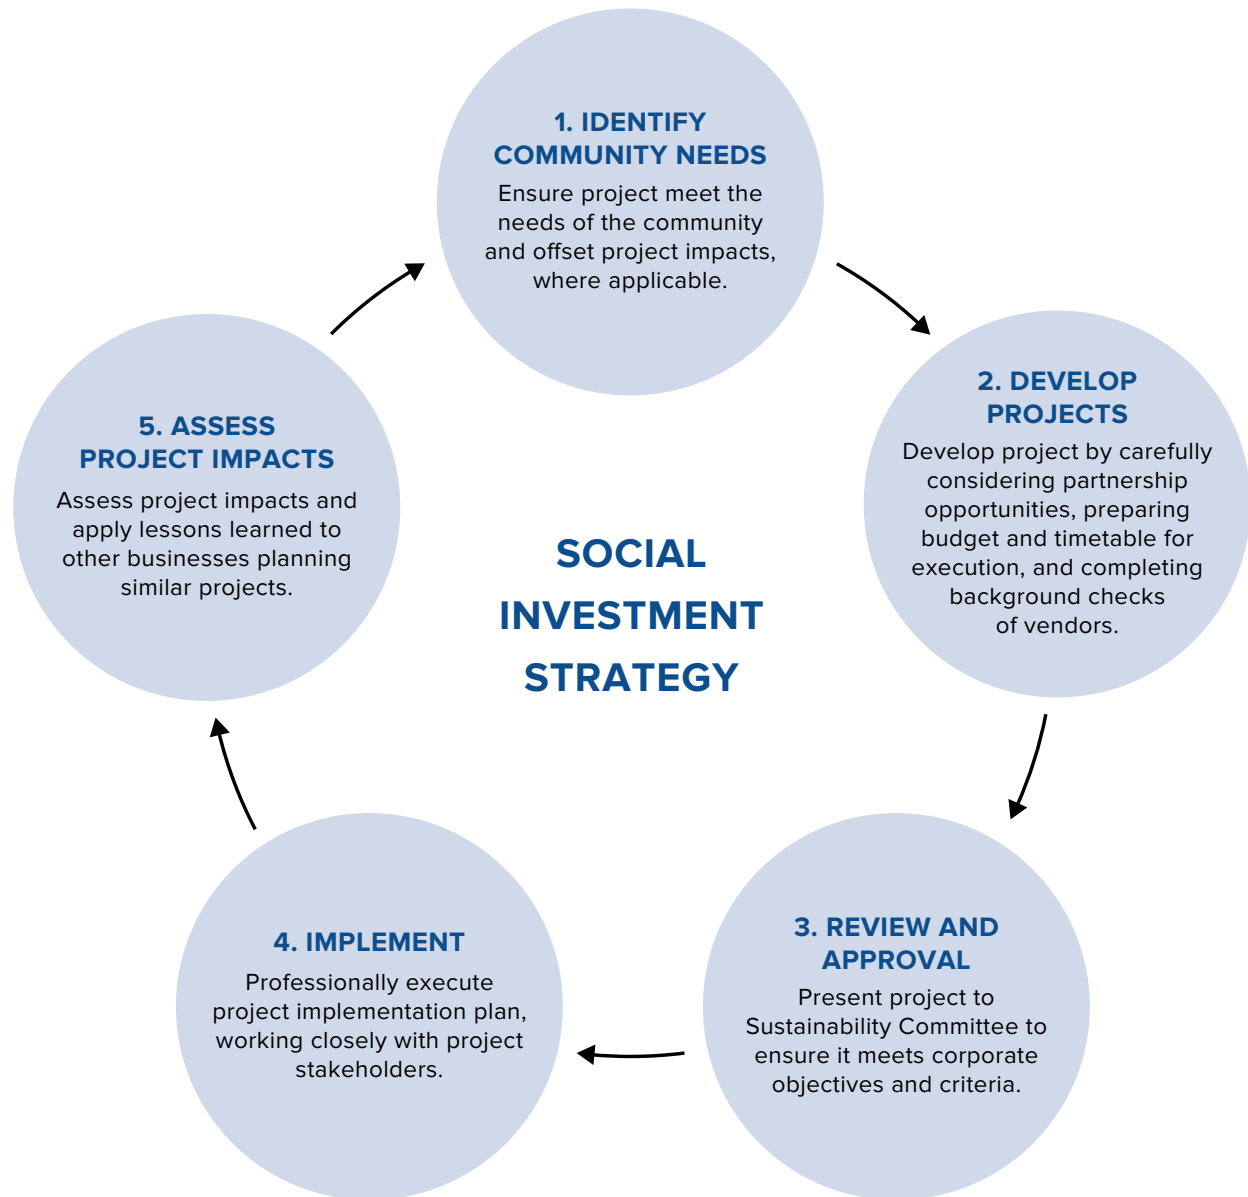 1. IDENTIFY
COMMUNITY NEEDS
Ensure project meet the
needs of the community
and offset project impacts,
where applicable.
2. DEVELOP
PROJECTS
Develop project by carefully
considering partnership
opportunities, preparing
budget and timetable for
execution, and completing
background checks
of vendors.
3. REVIEW AND
APPROVAL
Present project to
Sustainability Committee to
ensure it meets corporate
objectives and criteria.
4. IMPLEMENT
Professionally execute
project implementation plan,
working closely with project
stakeholders.
5. ASSESS
PROJECT IMPACTS
Assess project impacts and
apply lessons learned to
other businesses planning
similar projects.
SOCIAL
INVESTMENT
STRATEGY